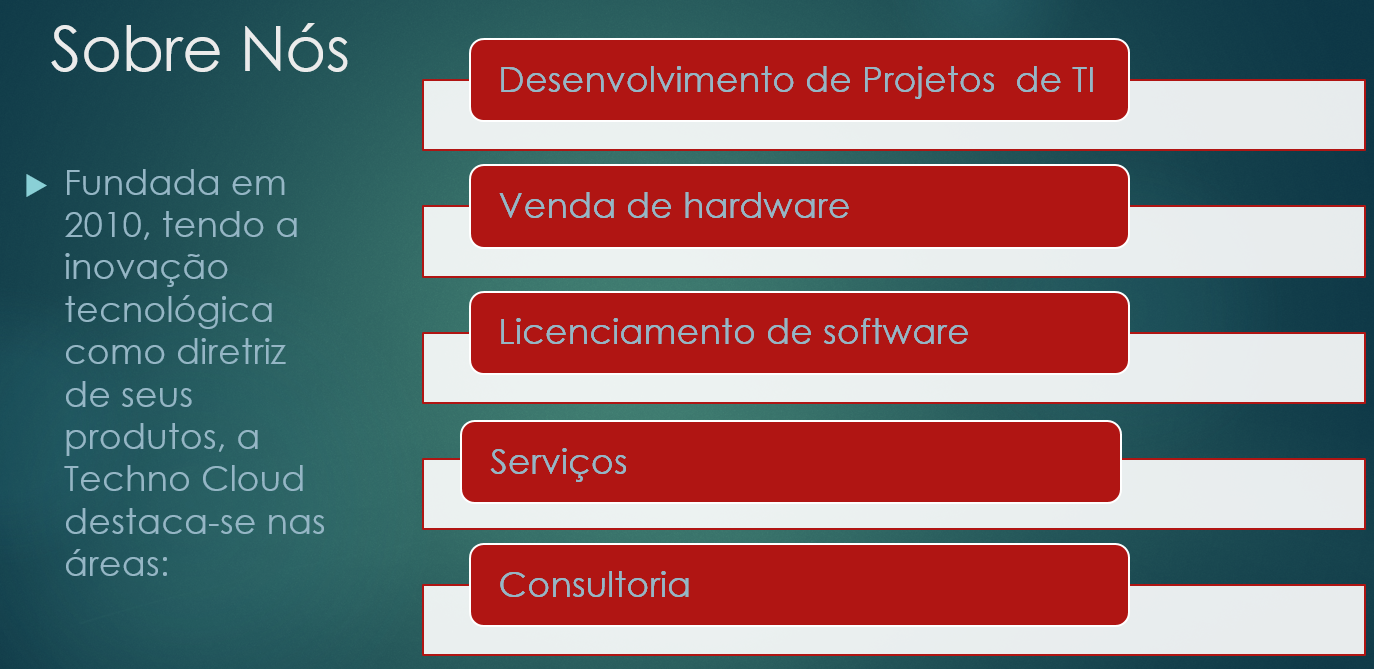 Sobre Nós
Fundada em
2010, tendo a
inovação
tecnológica
como diretriz
de seus
produtos, a
Techno Cloud
destaca-se nas
áreas:
Desenvolvimento de Projetos  de TI
Venda de hardware
Licenciamento de software
Serviços
Consultoria